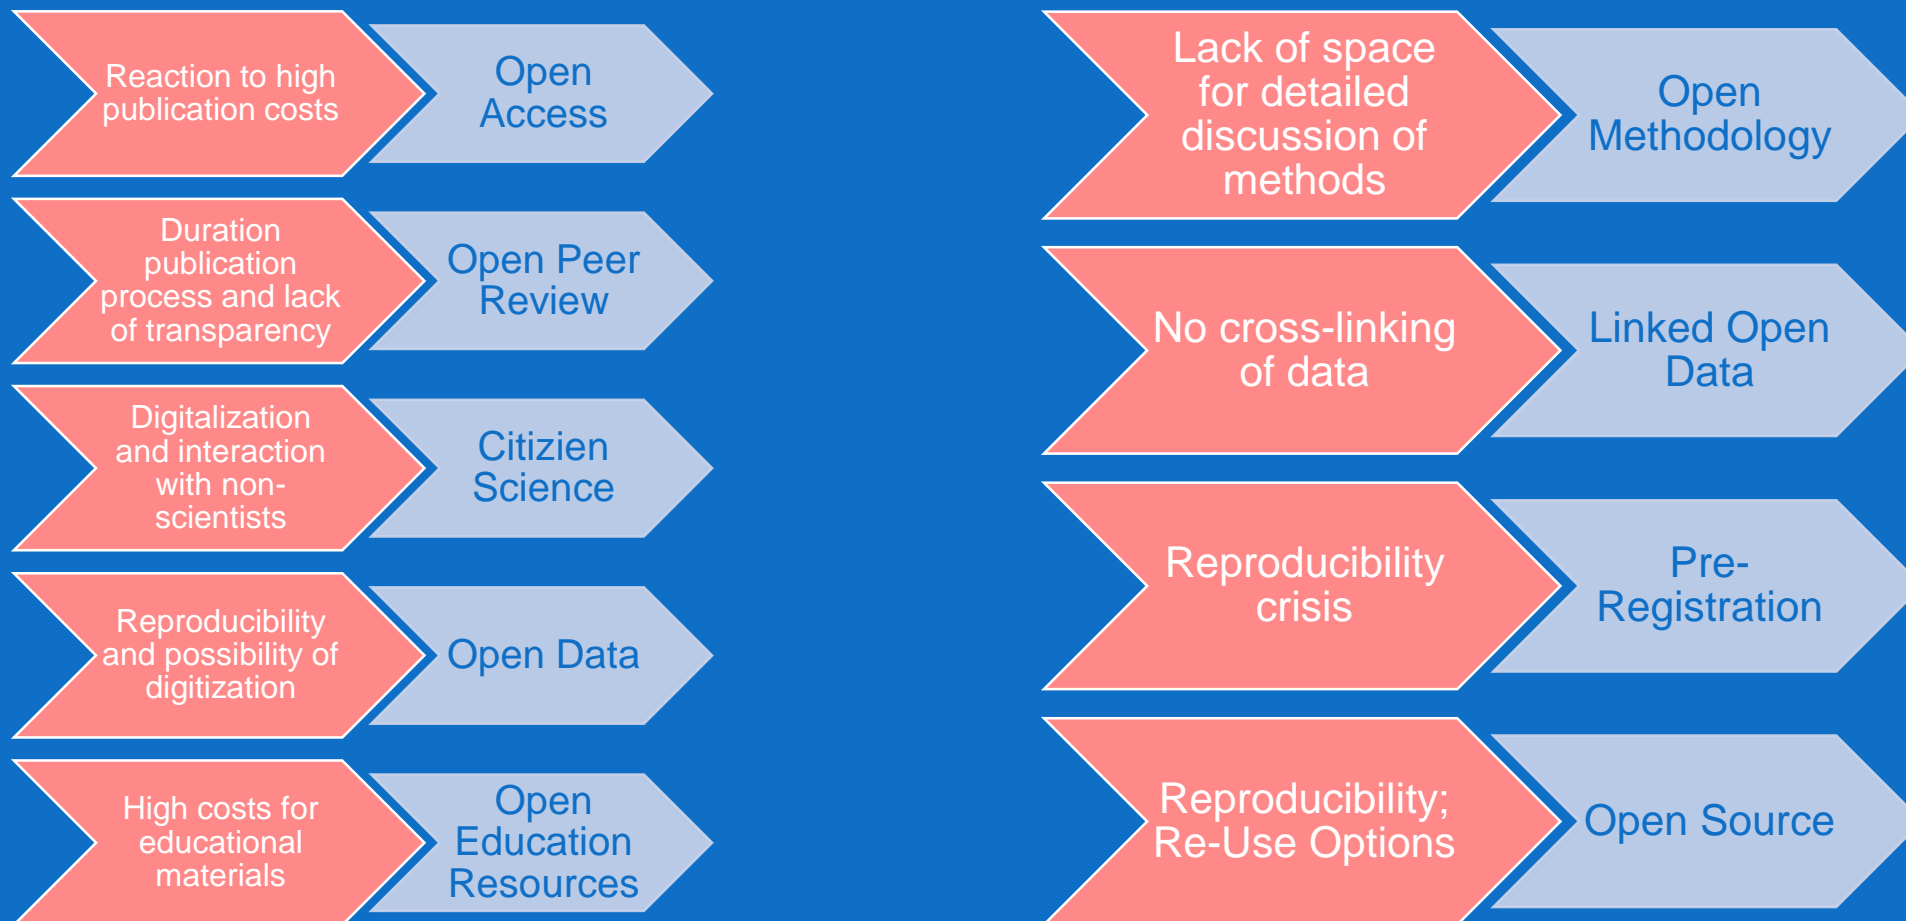 Reaction to high
publication costs
Open
Access
Duration
publication
process and lack
of transparency
Open Peer
Review
Digitalization
and interaction
with non-
scientists
Citizien
Science
Reproducibility
and possibility of
digitization
Open Data
High costs for
educational
materials
Open
Education
Resources
Lack of space
for detailed
discussion of
methods
Open
Methodology
No cross-linking
of data
Linked Open
Data
Reproducibility
crisis
Pre-
Registration
Reproducibility;
Re-Use Options
Open Source